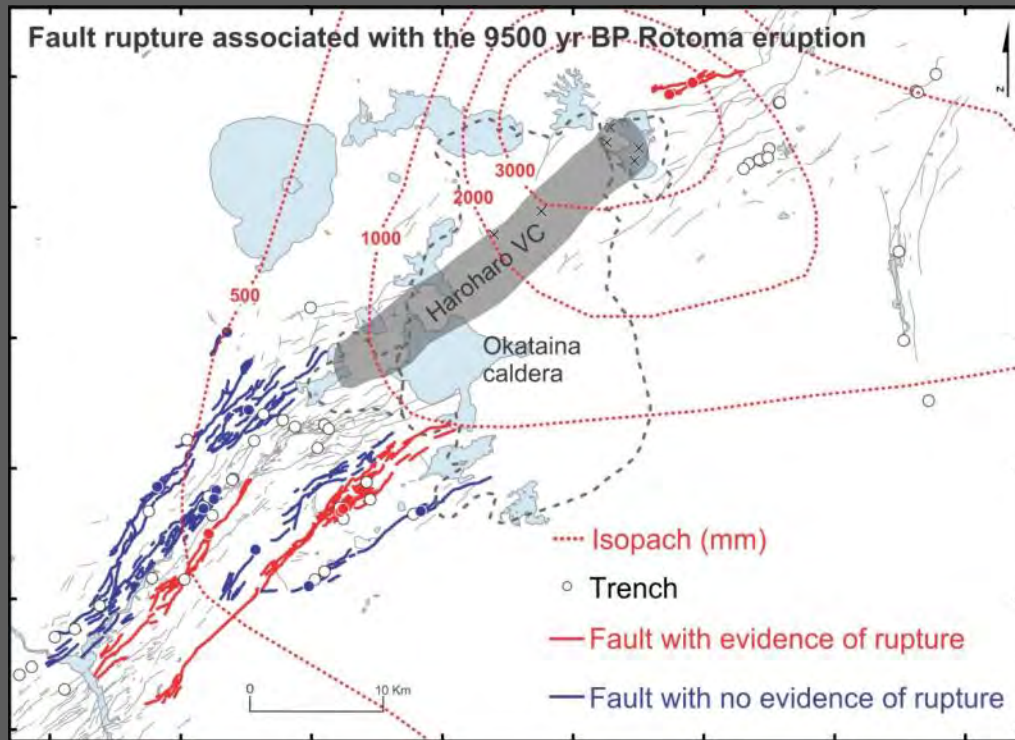 Fault rupture associated with the 9500 yr BP Rotoma eruption
z
3000
2000
1000
500
Haroharo VC
Okataina
caldera
Isopach (mm)
Trench
Fault with evidence of rupture
Fault with no evidence of rupture
0 10 Km